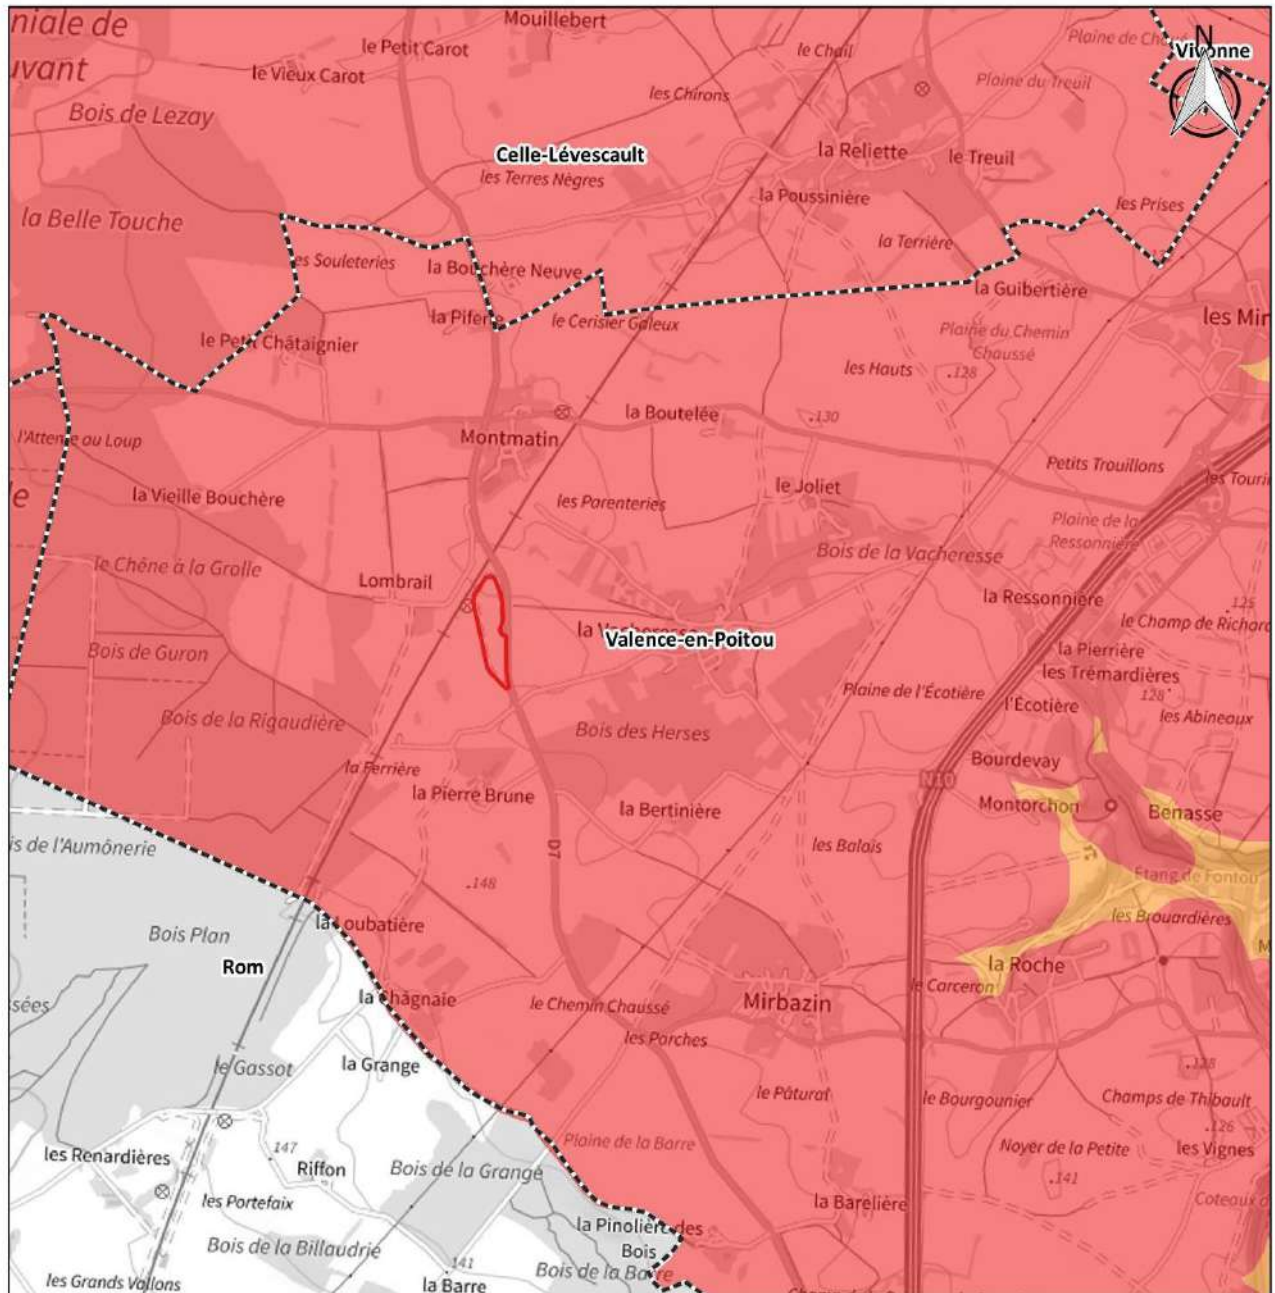 niale de
uvant
Mouillebert
le Petit Carot
le Vieux Carot
le Chail
Plaine de
N
Vivonne
Plaine du Treuil
les Chirons
Bois de Lezay
Celle-Lévescault
les Terres Nègres
la Reliette
le Treuil
la Poussinière
les Prises
la Belle Touche
la Terrière
es Souleteries
la Bouchère Neuve
la Guibertière
la Piferie
le Cerisier Galeux
les Mir
Plaine du Chemin
Chaussé
le Petit Châtaignier
les Hauts
.128
la Boutelée
.130
l'Attente au Loup
Montmatin
Petits Trouillons
les Touri
le
la Vieille Bouchère
les Parenteries
le Joliet
Plaine de la
Ressonnière
Bois de la Vacheresse
le Chêne à la Grolle
Lombrail
la Ressonnière
125
le Champ de Richard
la Vacheresse
Valence-en-Poitou
Bois de Guron
la Pierrière
les Trémardières
128
Plaine de l'Écotière
l'Écotière
les Abineaux
Bois de la Rigaudière
Bois des Herses
la Ferrière
Bourdevay
N10
la Pierre Brune
la Bertinière
Montorchon
Benasse
is de l'Aumônerie
D7
les Balais
.148
Étang de Fontou
les Brouardières
la Loubatière
Bois Plan
M
Rom
la Roche
le Carceron
ssées
la Châgnaie
le Chemin Chaussé
Mirbazin
les Parches
le Gassot
la Grange
.128
le Pâturat
le Bourgounier
Champs de Thibault
.126
Plaine de la Barre
les Renardières
147
Riffon
Bois de la Grange
Noyer de la Petite
les Vignes
.141
les Portefaix
la Barelière
Coteaux d
la Pinolière des
Bois
Bois de la Billaudrie
141
Bois de la Barre
les Grands Vallons
la Barre